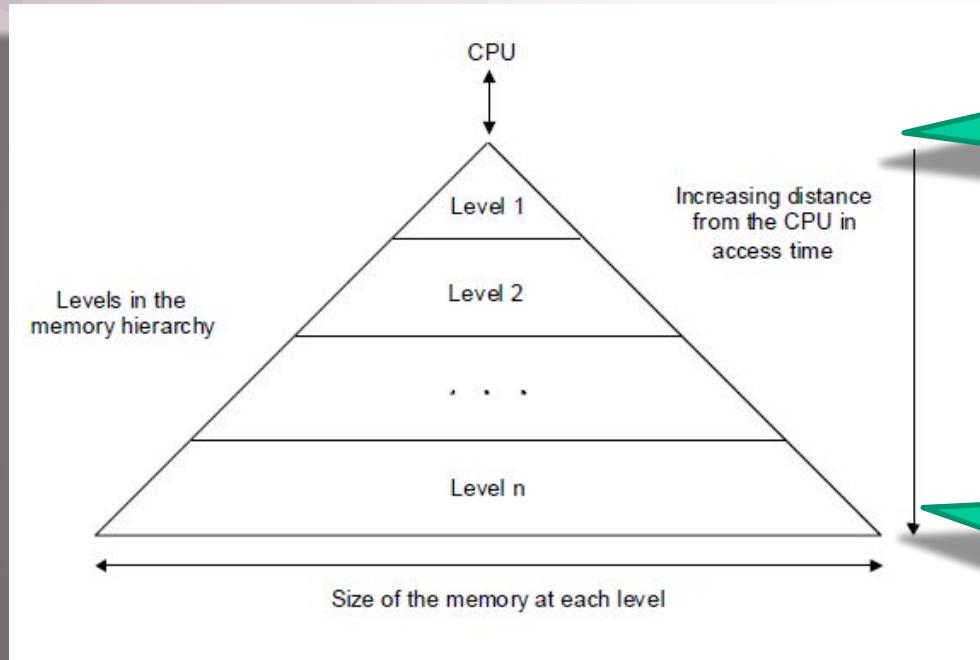 CPU
Level 1
Increasing distance
from the CPU in
access time
Level 2
Levels in the
memory hierarchy
. . .
Level n
Size of the memory at each level